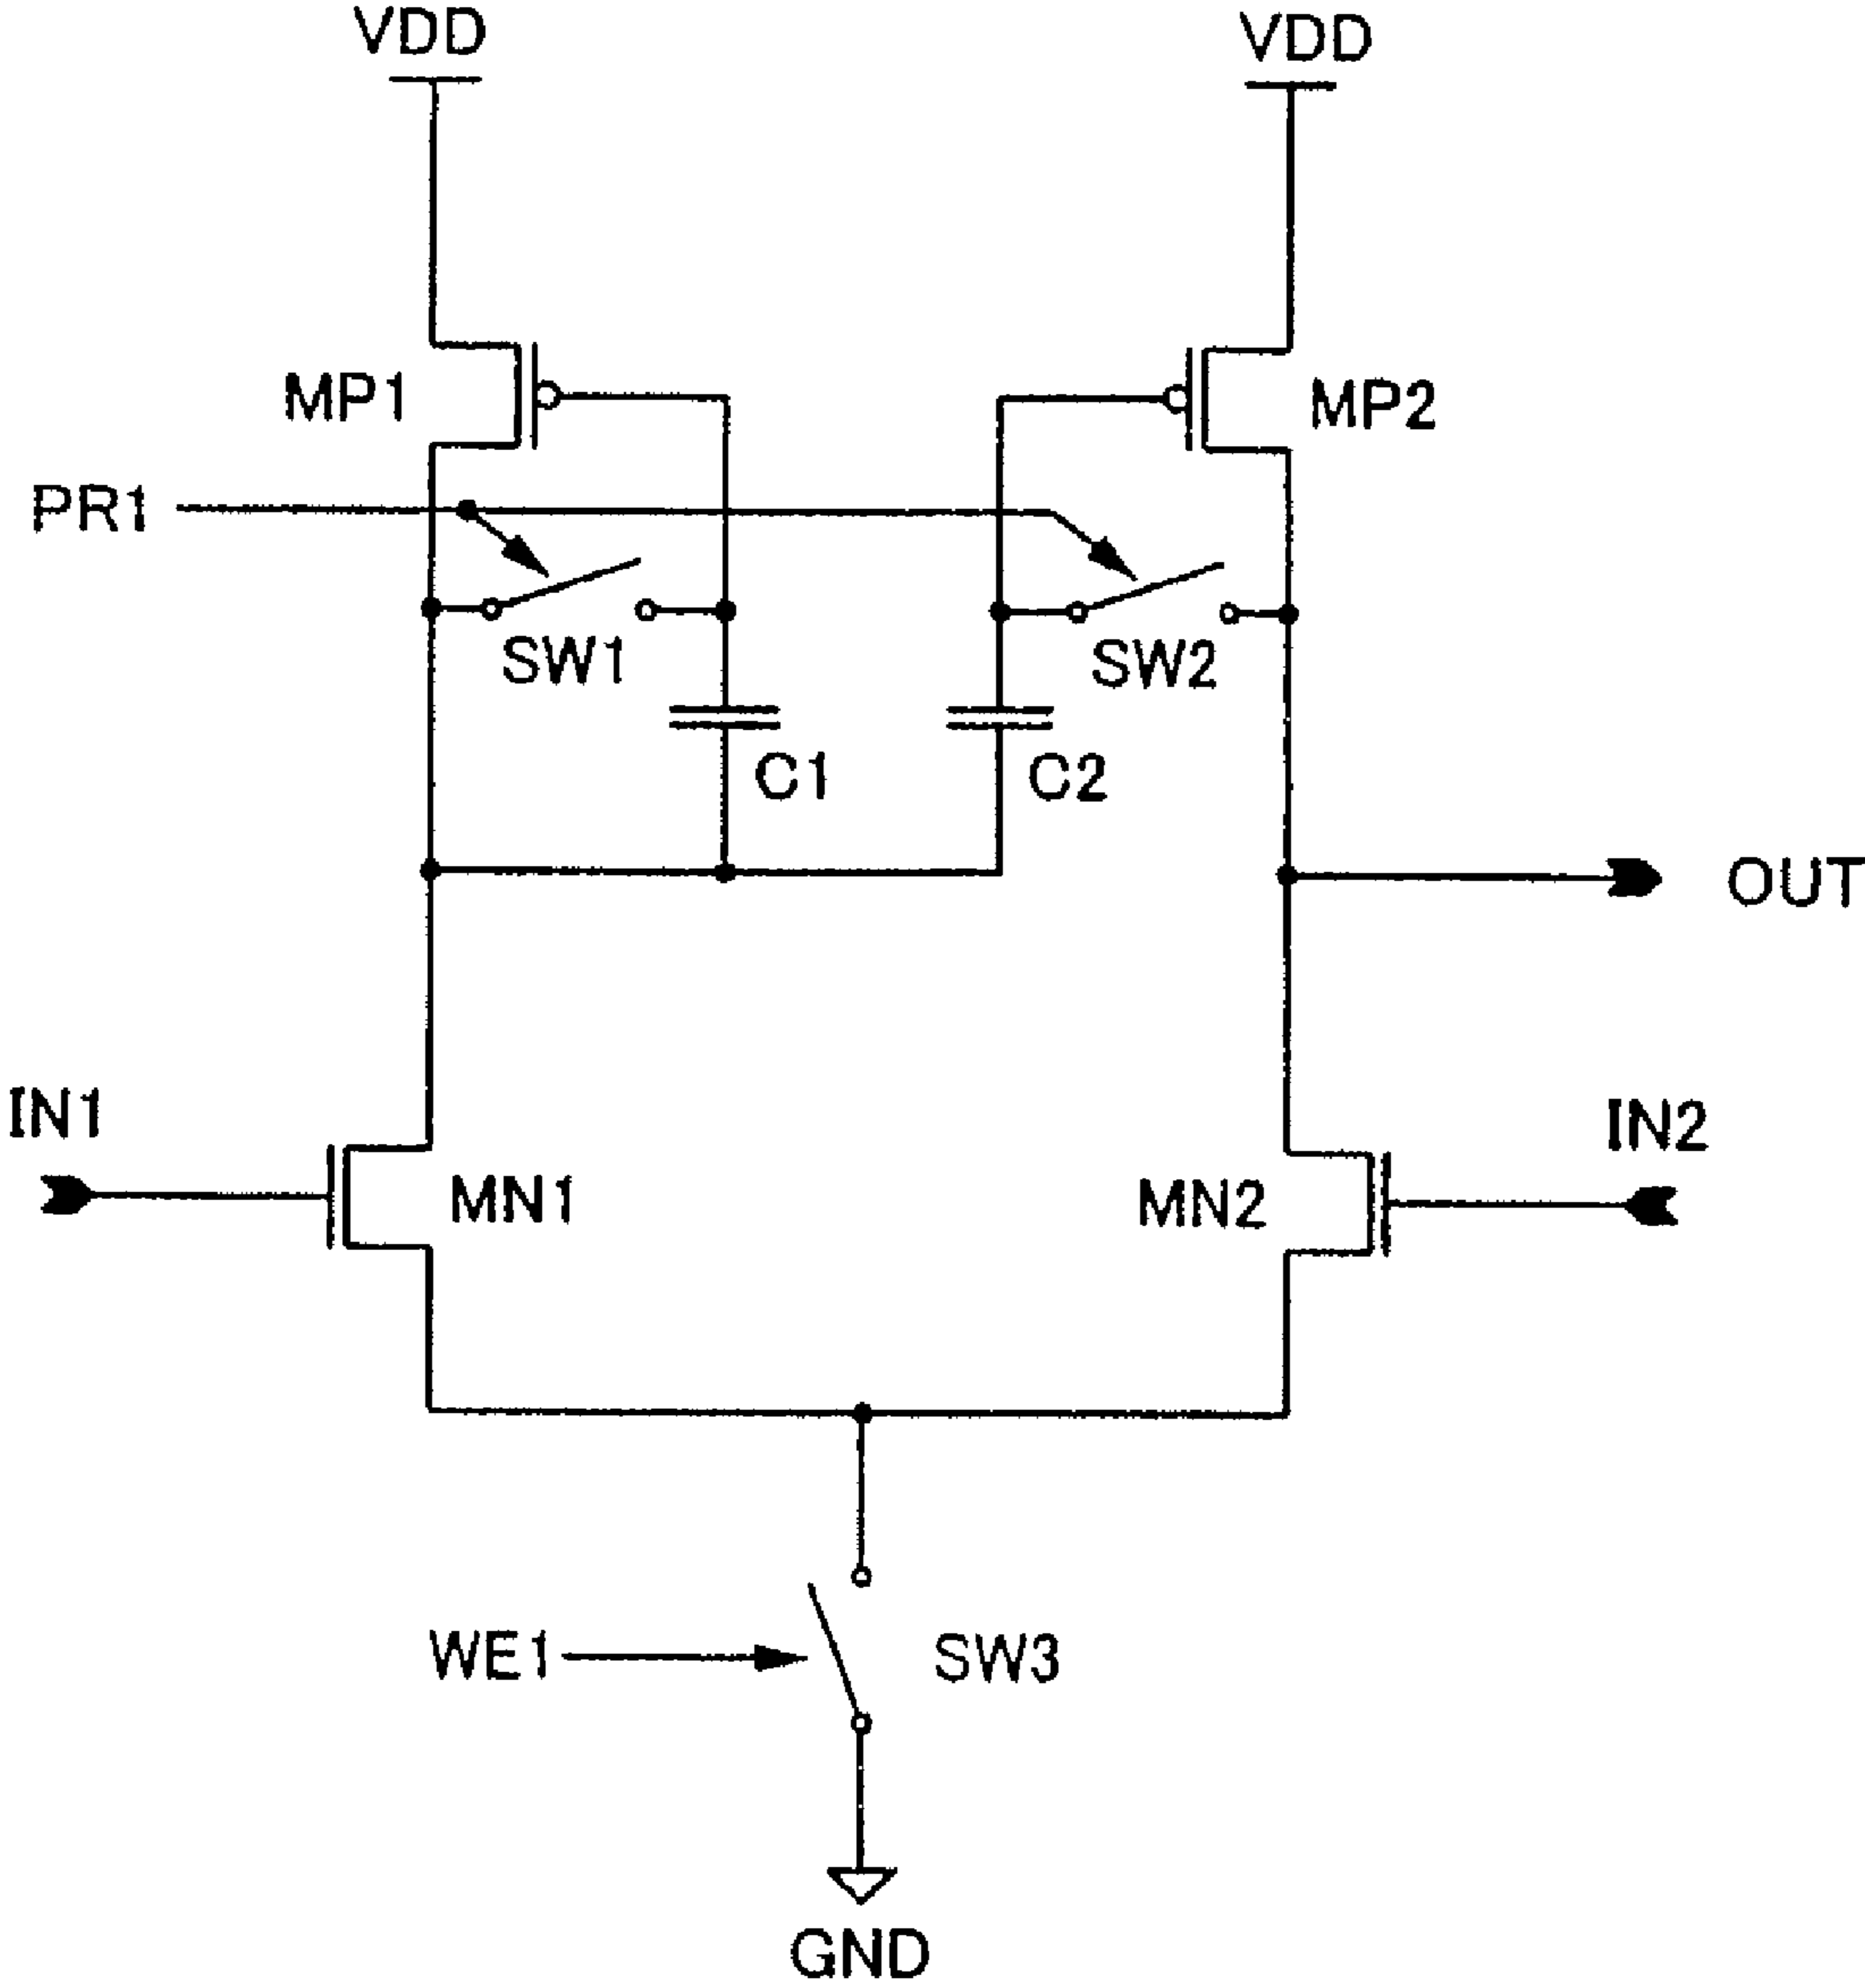 VDD
VDD
MP1
MP2
PR1
SW1
SW2
C1
C2
OUT
IN1
IN2
MN1
MN2
WE1
SW3
GND